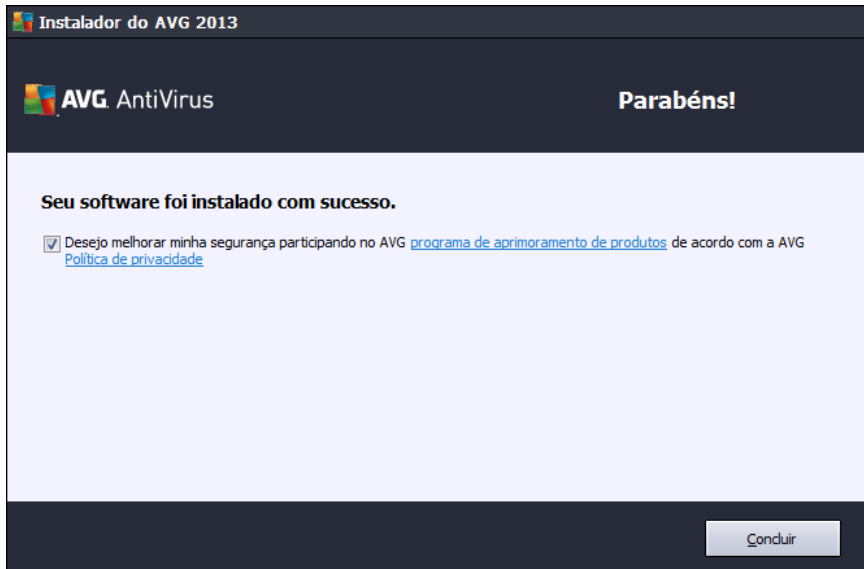 Instalador do AVG 2013
AVG. AntiVirus
Parabéns!
Seu software foi instalado com sucesso.
Desejo melhorar minha segurança participando no AVG programa de aprimoramento de produtos de acordo com a AVG
Política de privacidade
Concluir